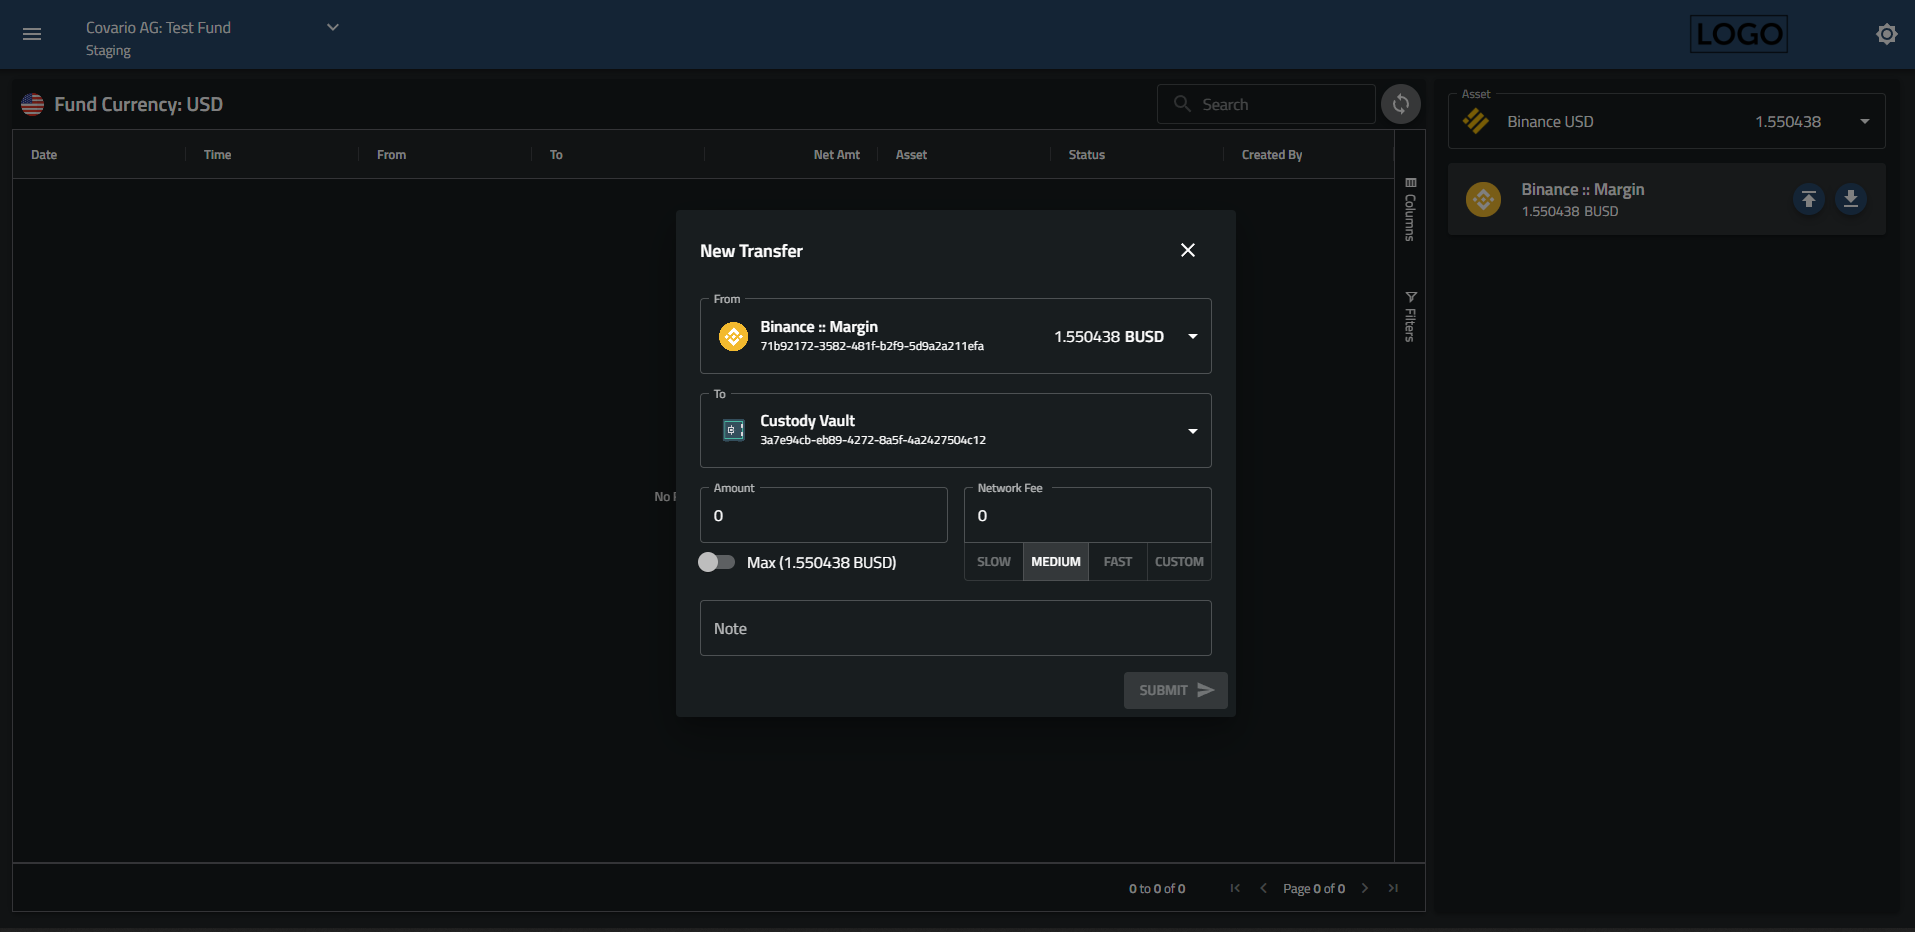 Covario AG: Test Fund
Staging
LOGO
Fund Currency: USD
Search
Date Time From To Net Amt Asset Status Created By
Columns
Filters
Asset
Binance USD 1.550438
Binance :: Margin
1.550438 BUSD
New Transfer
From
Binance :: Margin
71b92172-3582-481f-b2f9-5d9a2a211efa
1.550438 BUSD
To
Custody Vault
3a7e94cb-eb89-4272-8a5f-4a2427504c12
No
Amount
0
Network Fee
0
Max (1.550438 BUSD)
SLOW MEDIUM FAST CUSTOM
Note
SUBMIT
0 to 0 of 0 Page 0 of 0